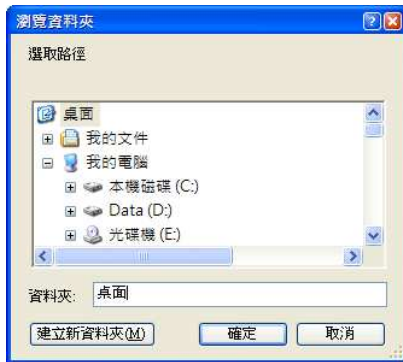 瀏覽資料夾
選取路徑
桌面
我的文件
我的電腦
本機磁碟 (C:)
Data (D:)
光碟機 (E:)
資料夾: 桌面
建立新資料夾(M) 確定 取消